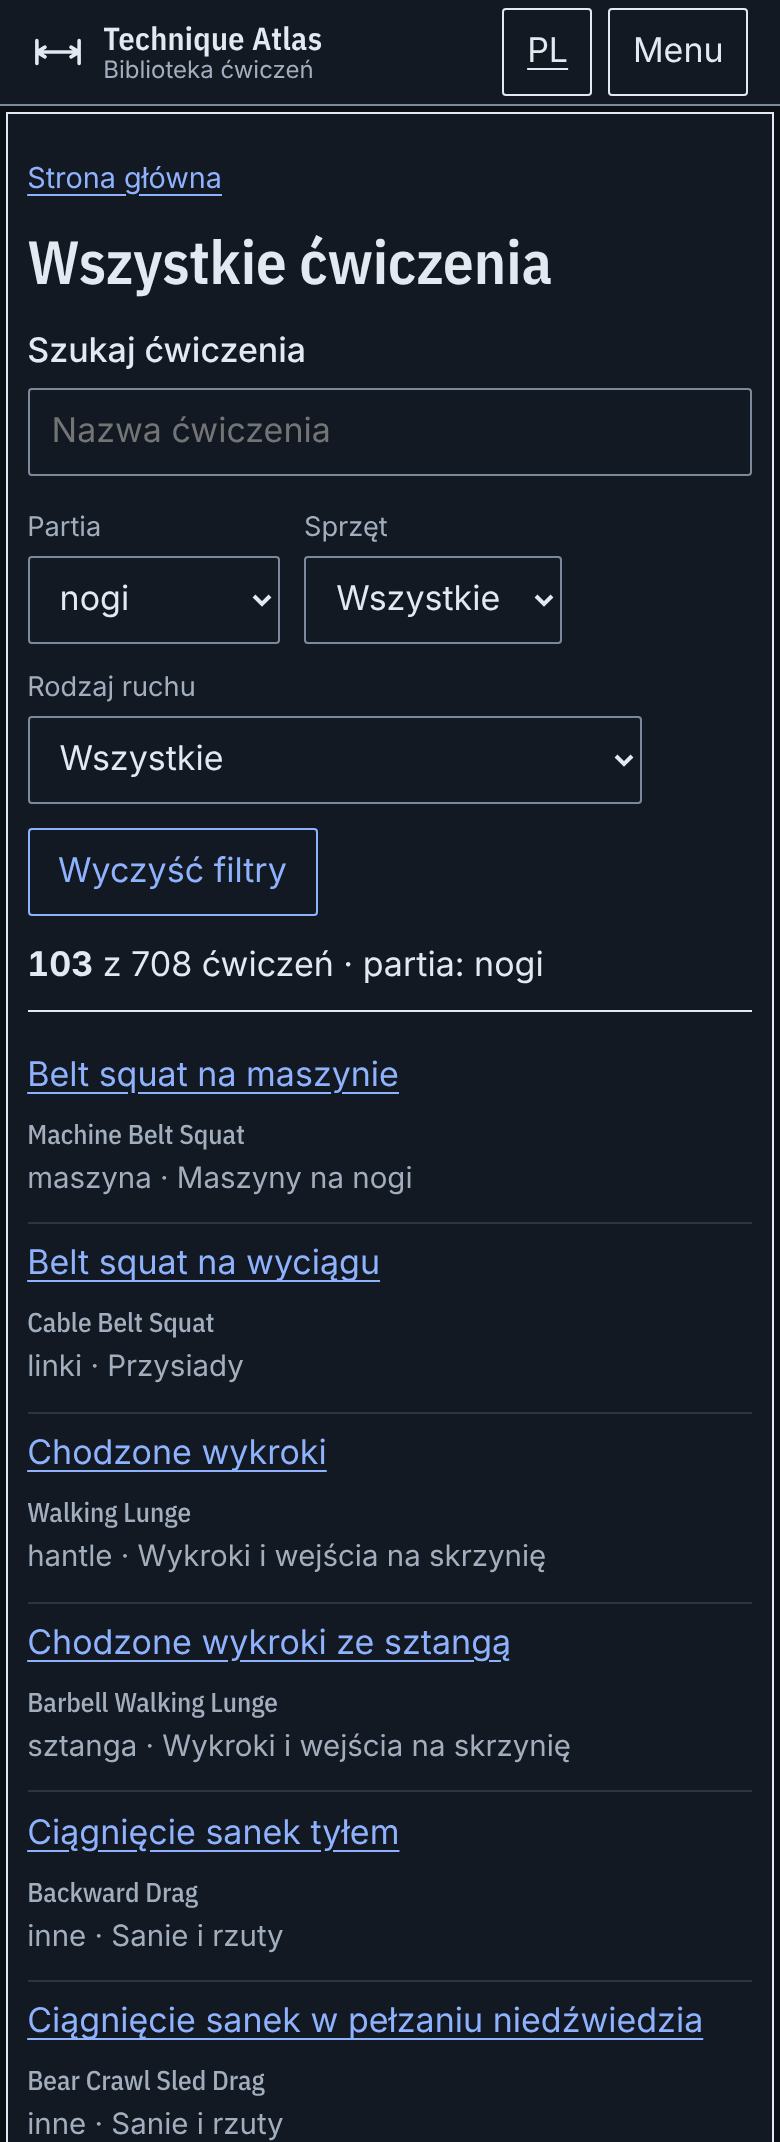 Technique Atlas
Biblioteka ćwiczeń
PL
Menu
Strona główna
Wszystkie ćwiczenia
Szukaj ćwiczenia
Nazwa ćwiczenia
Partia
Sprzęt
nogi
Wszystkie
Rodzaj ruchu
Wszystkie
Wyczyść filtry
103 z 708 ćwiczeń · partia: nogi
Belt squat na maszynie
Machine Belt Squat
maszyna · Maszyny na nogi
Belt squat na wyciągu
Cable Belt Squat
linki · Przysiady
Chodzone wykroki
Walking Lunge
hantle · Wykroki i wejścia na skrzynię
Chodzone wykroki ze sztangą
Barbell Walking Lunge
sztanga · Wykroki i wejścia na skrzynię
Ciągnięcie sanek tyłem
Backward Drag
inne · Sanie i rzuty
Ciągnięcie sanek w pełzaniu niedźwiedzia
Bear Crawl Sled Drag
inne · Sanie i rzuty